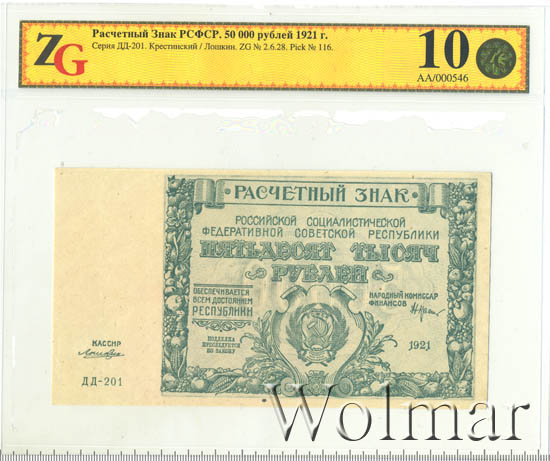 ZG
Расчетный Знак РСФСР. 50 000 рублей 1921 г.
Серия ДД-201. Крестинский / Лошкин. ZG № 2.6.28. Pick № 116.
10
AA/000546
РАСЧЕТНЫЙ ЗНАК
РОССИЙСКОЙ СОЦИАЛИСТИЧЕСКОЙ
ФЕДЕРАТИВНОЙ СОВЕТСКОЙ РЕСПУБЛИКИ
ПЯТЬДЕСЯТ ТЫСЯЧ
РУБЛЕЙ
ОБЕСПЕЧИВАЕТСЯ
ВСЕМ ДОСТОЯНИЕМ
РЕСПУБЛИКИ
НАРОДНЫЙ КОМИССАР
ФИНАНСОВ
ПОДДЕЛКА
ПРЕСЛЕДУЕТСЯ
ПО ЗАКОНУ
1921
КАССИР
ДД-201
Wolmar